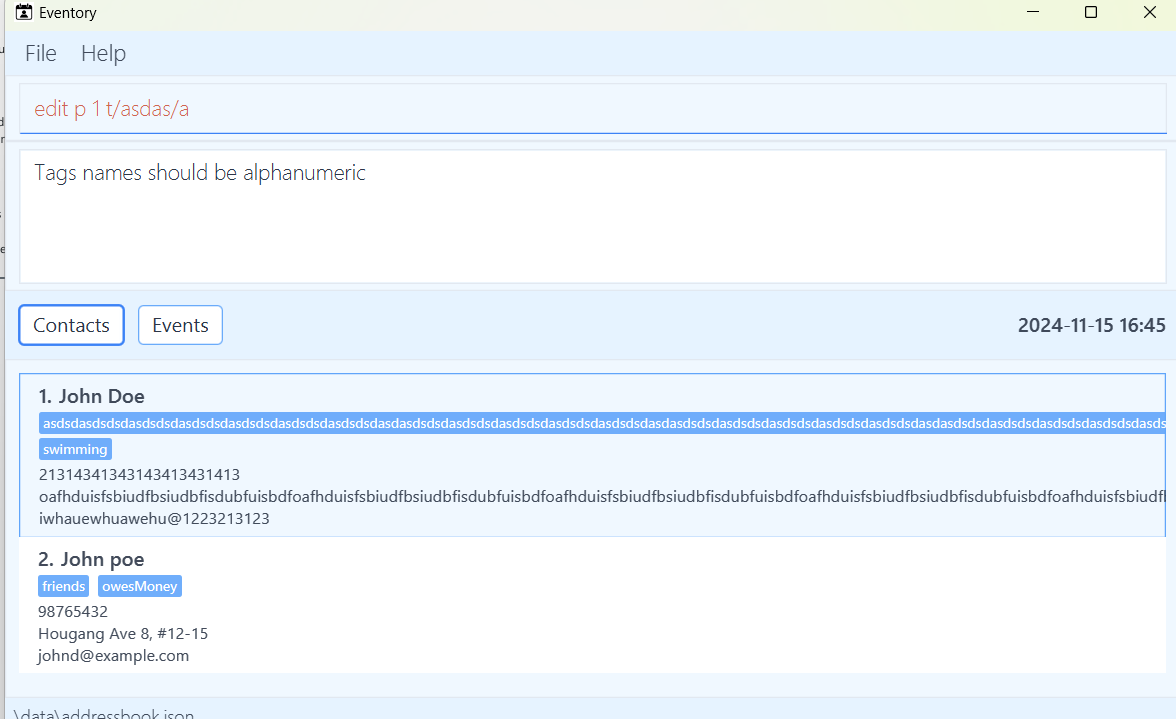 Eventory
File Help
edit p 1 t/asdas/a
Tags names should be alphanumeric
Contacts Events 2024-11-15 16:45
1. John Doe
asdsdasdsdsdasdsdsdasdsdsdasdsdsdasdsdsdasdsdsdasdasdsdsdasdsdsdasdsdsdasdsdsdasdsdsdasdasdsdsdasdsdsdasdsdsdasdsdsdasdsdsdasdasdsdsdasdsdsdasdsdsdasds
swimming
21314341343143413431413
oafhduisfsbiudfbsiudbfisdubfuisbdfoafhduisfsbiudfbsiudbfisdubfuisbdfoafhduisfsbiudfbsiudbfisdubfuisbdfoafhduisfsbiudfbsiudbfisdubfuisbdfoafhduisfsbiudf
iwhauewhuawehu@1223213123
2. John poe
friends owesMoney
98765432
Hougang Ave 8, #12-15
johnd@example.com
\data\addressbook.json